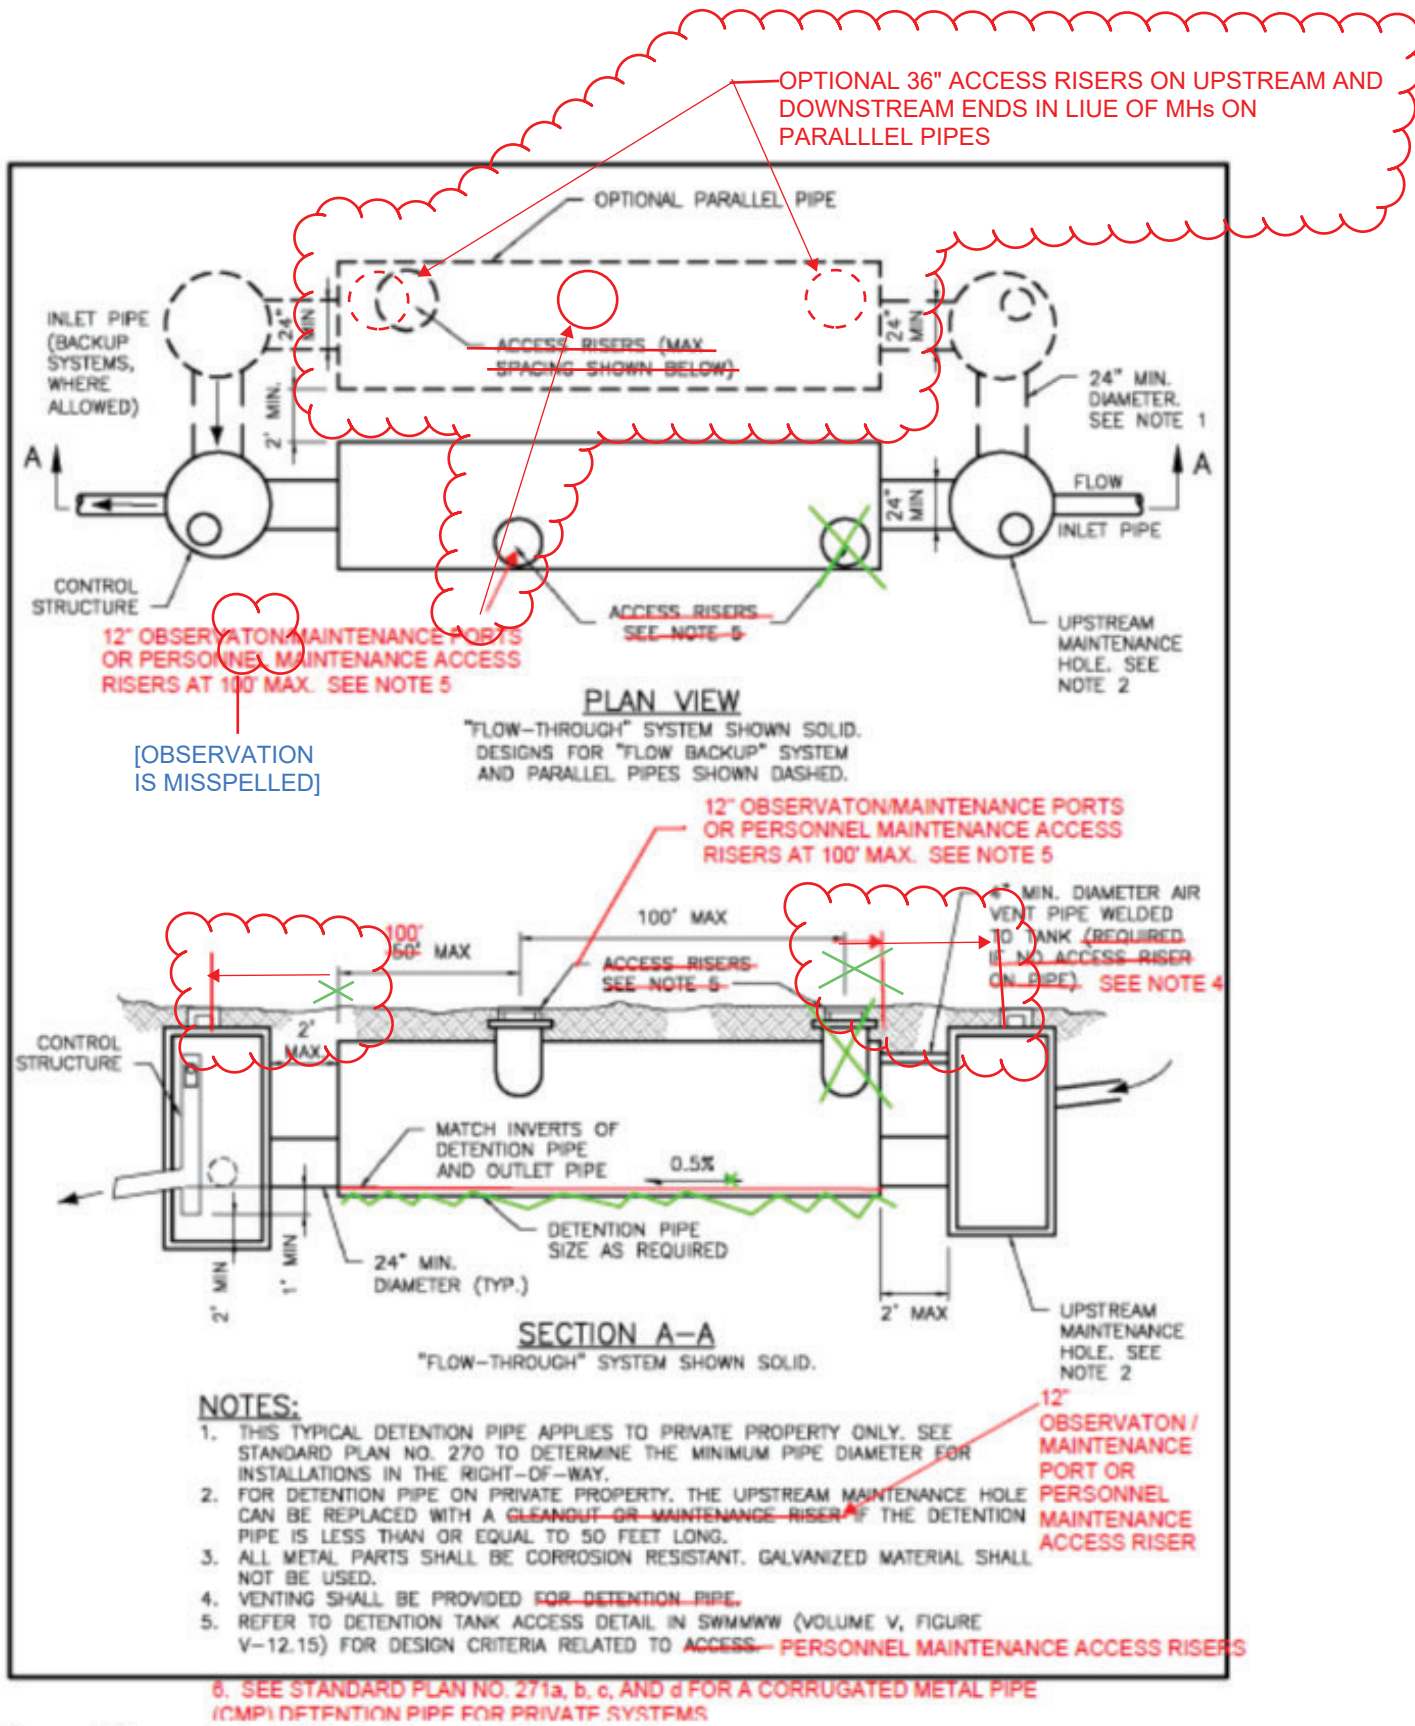 OPTIONAL 36" ACCESS RISERS ON UPSTREAM AND
DOWNSTREAM ENDS IN LIUE OF MHs ON
PARALLLEL PIPES
OPTIONAL PARALLEL PIPE
INLET PIPE
(BACKUP
SYSTEMS,
WHERE
ALLOWED)
24"
MIN
2' MIN.
ACCESS RISERS (MAX
SPACING SHOWN BELOW)
24"
MIN
24" MIN.
DIAMETER.
SEE NOTE 1
A
A
FLOW
24"
MIN
INLET PIPE
CONTROL
STRUCTURE
ACCESS RISERS
SEE NOTE 5
UPSTREAM
MAINTENANCE
HOLE. SEE
NOTE 2
12" OBSERVATON/MAINTENANCE PORTS
OR PERSONNEL MAINTENANCE ACCESS
RISERS AT 100' MAX. SEE NOTE 5
[OBSERVATION
IS MISSPELLED]
PLAN VIEW
"FLOW-THROUGH" SYSTEM SHOWN SOLID.
DESIGNS FOR "FLOW BACKUP" SYSTEM
AND PARALLEL PIPES SHOWN DASHED.
12" OBSERVATON/MAINTENANCE PORTS
OR PERSONNEL MAINTENANCE ACCESS
RISERS AT 100' MAX. SEE NOTE 5
100'
50' MAX
100' MAX
ACCESS RISERS
SEE NOTE 5
4" MIN. DIAMETER AIR
VENT PIPE WELDED
TO TANK (REQUIRED
IF NO ACCESS RISER
ON PIPE) SEE NOTE 4
CONTROL
STRUCTURE
2'
MAX
MATCH INVERTS OF
DETENTION PIPE
AND OUTLET PIPE
0.5%
DETENTION PIPE
SIZE AS REQUIRED
2' MIN
1' MIN
24" MIN.
DIAMETER (TYP.)
2' MAX
UPSTREAM
MAINTENANCE
HOLE. SEE
NOTE 2
SECTION A-A
"FLOW-THROUGH" SYSTEM SHOWN SOLID.
NOTES:
1. THIS TYPICAL DETENTION PIPE APPLIES TO PRIVATE PROPERTY ONLY. SEE
STANDARD PLAN NO. 270 TO DETERMINE THE MINIMUM PIPE DIAMETER FOR
INSTALLATIONS IN THE RIGHT-OF-WAY.
2. FOR DETENTION PIPE ON PRIVATE PROPERTY. THE UPSTREAM MAINTENANCE HOLE
CAN BE REPLACED WITH A CLEANOUT OR MAINTENANCE RISER IF THE DETENTION
PIPE IS LESS THAN OR EQUAL TO 50 FEET LONG.
3. ALL METAL PARTS SHALL BE CORROSION RESISTANT. GALVANIZED MATERIAL SHALL
NOT BE USED.
4. VENTING SHALL BE PROVIDED FOR DETENTION PIPE.
5. REFER TO DETENTION TANK ACCESS DETAIL IN SWMMWW (VOLUME V, FIGURE
V-12.15) FOR DESIGN CRITERIA RELATED TO ACCESS. PERSONNEL MAINTENANCE ACCESS RISERS
12"
OBSERVATON /
MAINTENANCE
PORT OR
PERSONNEL
MAINTENANCE
ACCESS RISER
6. SEE STANDARD PLAN NO. 271a, b, c, AND d FOR A CORRUGATED METAL PIPE
(CMP) DETENTION PIPE FOR PRIVATE SYSTEMS